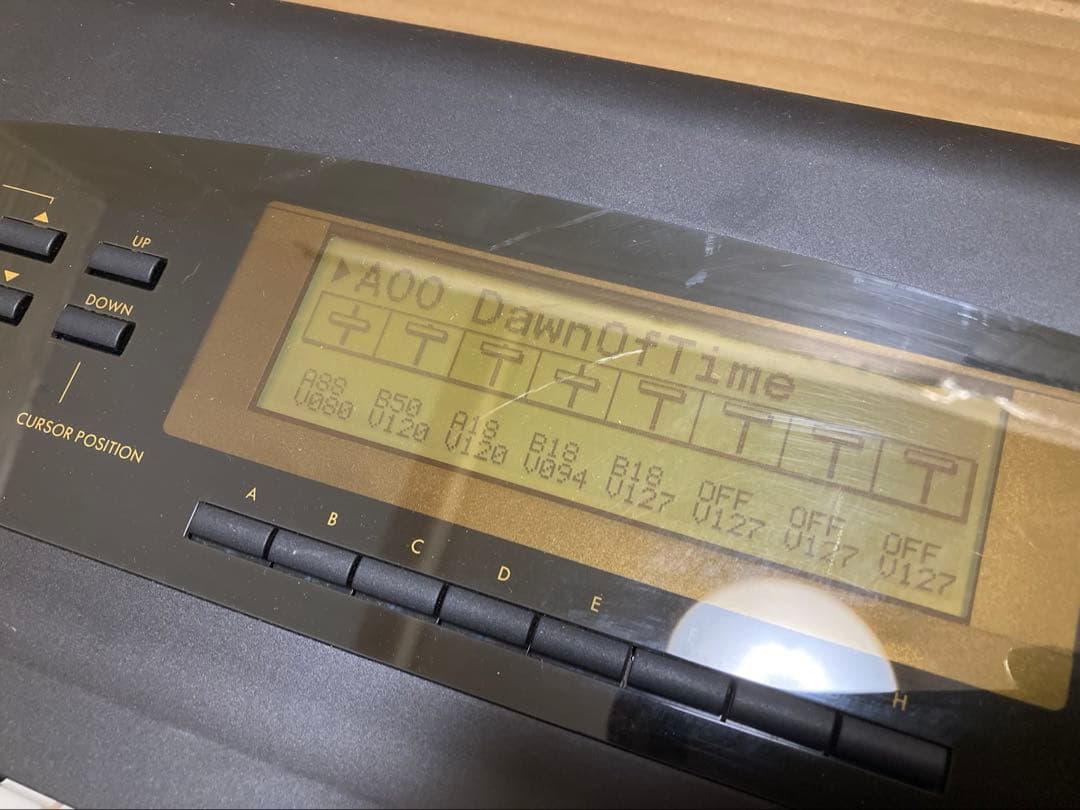 UP
DOWN
CURSOR POSITION
▶A00 DawnOfTime
A88 B50 A18 B18 B18 OFF OFF OFF
V080 V120 V120 V094 V127 V127 V127 V127
A B C D E H